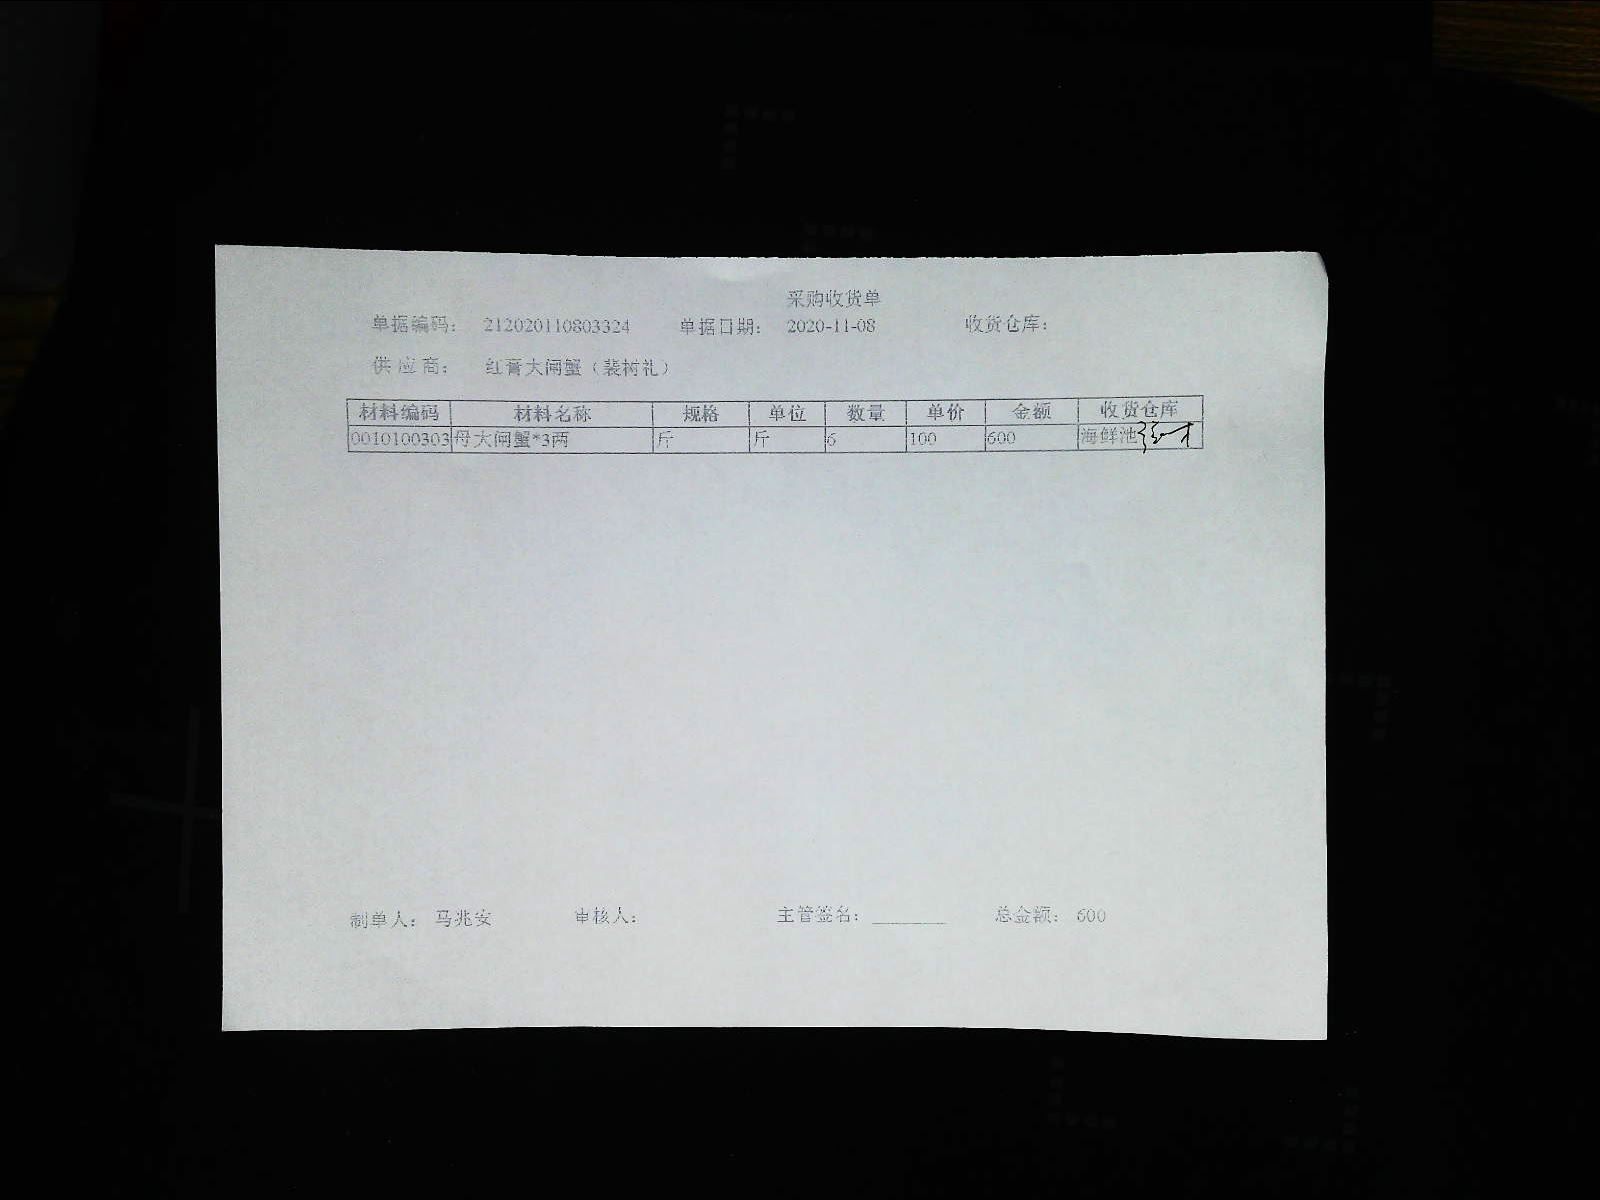 采购收货单
单据编码： 212020110803324 单据日期： 2020-11-08 收货仓库：
供 应 商： 红膏大闸蟹（裴树礼）
材料编码 材料名称 规格 单位 数量 单价 金额 收货仓库
0010100303 母大闸蟹*3两 斤 斤 6 100 600 海鲜池
制单人： 马兆安 审核人： 主管签名： 总金额： 600